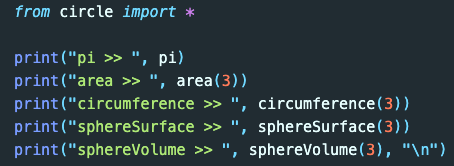 from circle import *
print("pi >> ", pi)
print("area >> ", area(3))
print("circumference >> ", circumference(3))
print("sphereSurface >> ", sphereSurface(3))
print("sphereVolume >> ", sphereVolume(3), "\n")